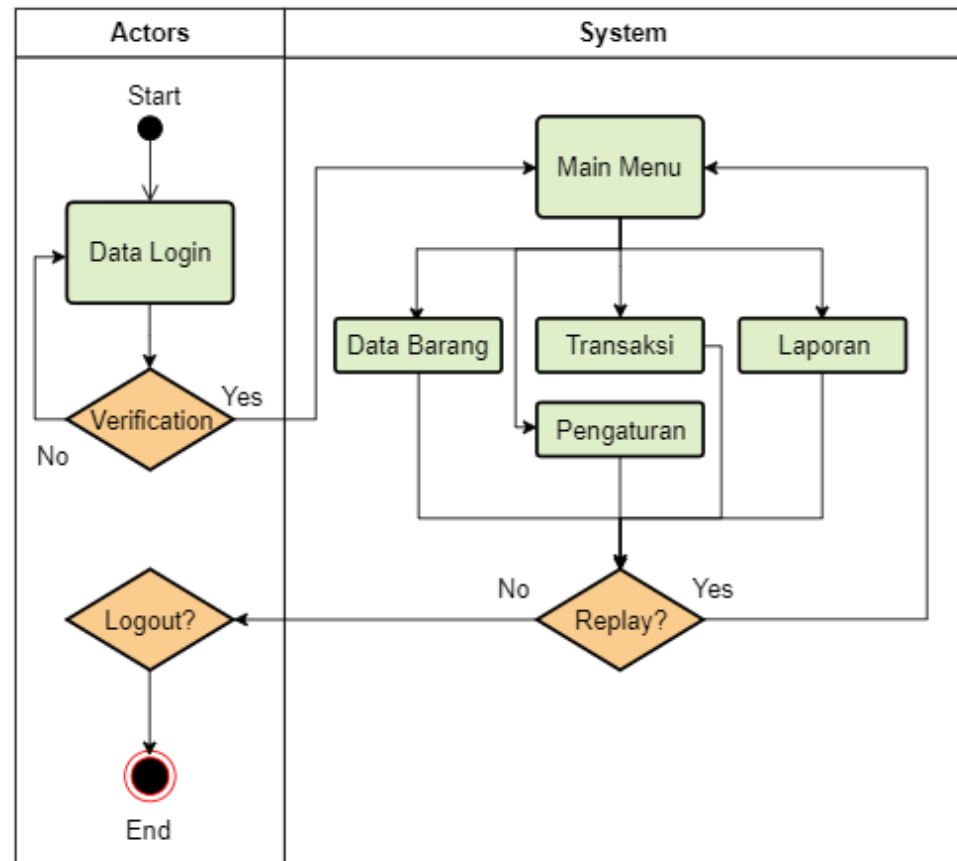 Actors
System
Start
Main Menu
Data Login
Data Barang
Transaksi
Laporan
Yes
Verification
No
Pengaturan
No
Yes
Logout?
Replay?
End